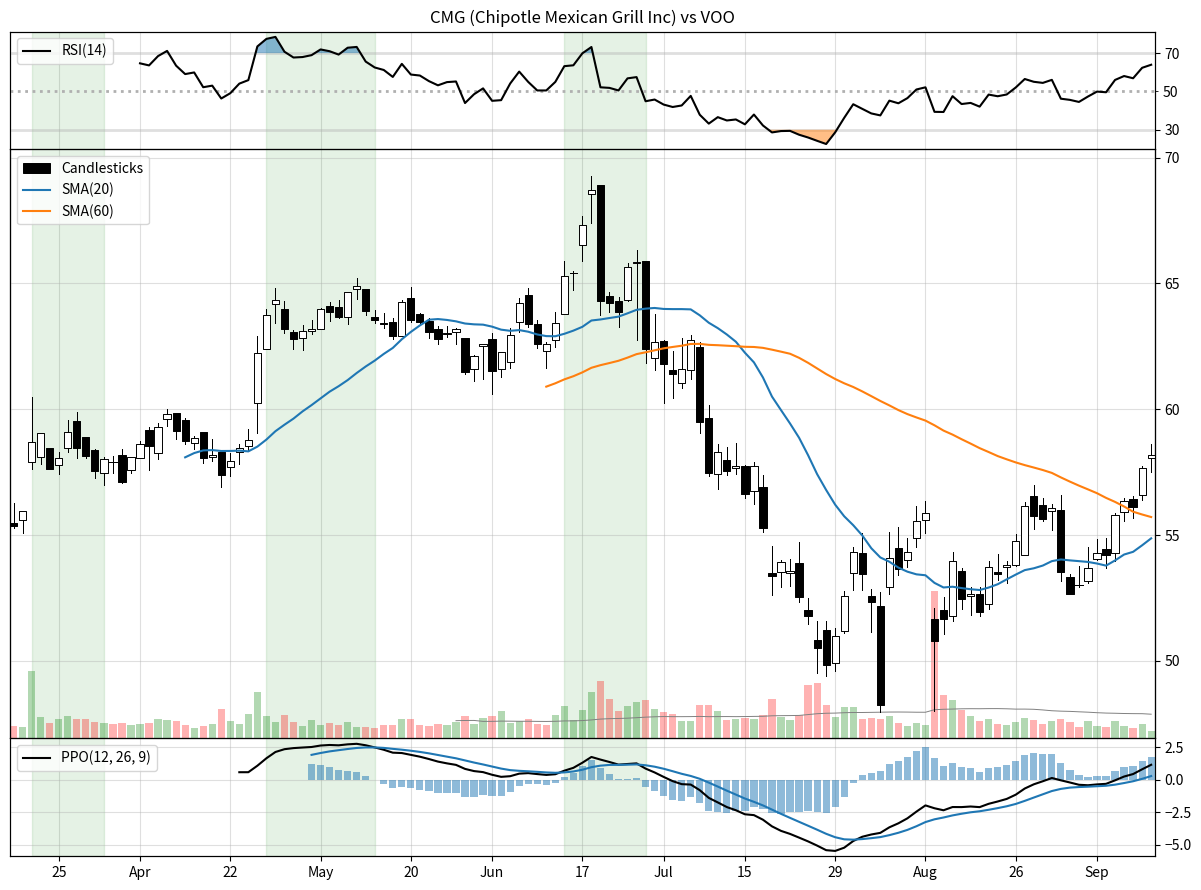 CMG (Chipotle Mexican Grill Inc) vs VOO
RSI(14)
70
50
30
Candlesticks
SMA(20)
SMA(60)
70
65
60
55
50
PPO(12, 26, 9)
2.5
0.0
−2.5
−5.0
25 Apr 22 May 20 Jun 17 Jul 15 29 Aug 26 Sep